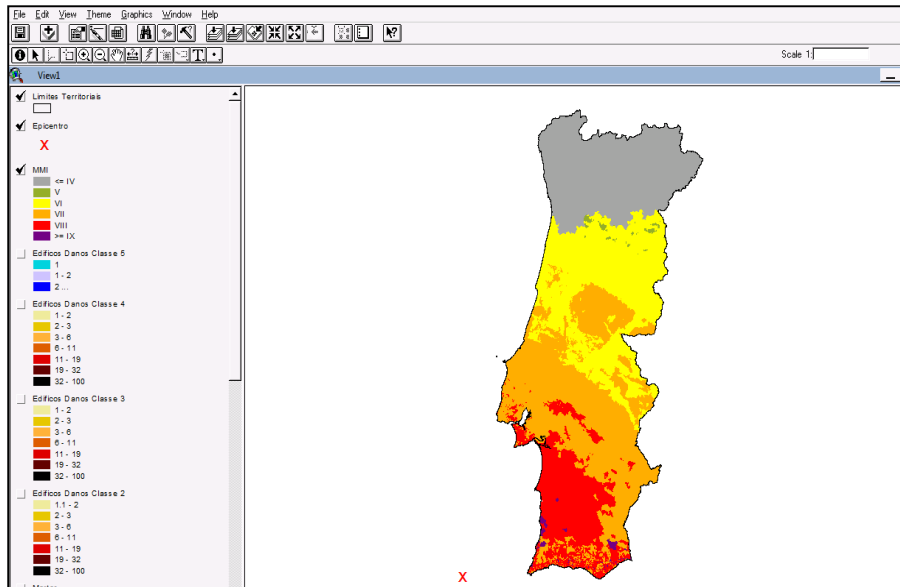 File Edit View Theme Graphics Window Help
Scale 1:
View1
Limites Territoriais
Epicentro
X
MMI
<= IV
V
VI
VII
VIII
>= IX
Edificos Danos Classe 5
1
1 - 2
2 ...
Edificos Danos Classe 4
1 - 2
2 - 3
3 - 6
6 - 11
11 - 19
19 - 32
32 - 100
Edificos Danos Classe 3
1 - 2
2 - 3
3 - 6
6 - 11
11 - 19
19 - 32
32 - 100
Edificos Danos Classe 2
1.1 - 2
2 - 3
3 - 6
6 - 11
11 - 19
19 - 32
32 - 100
X